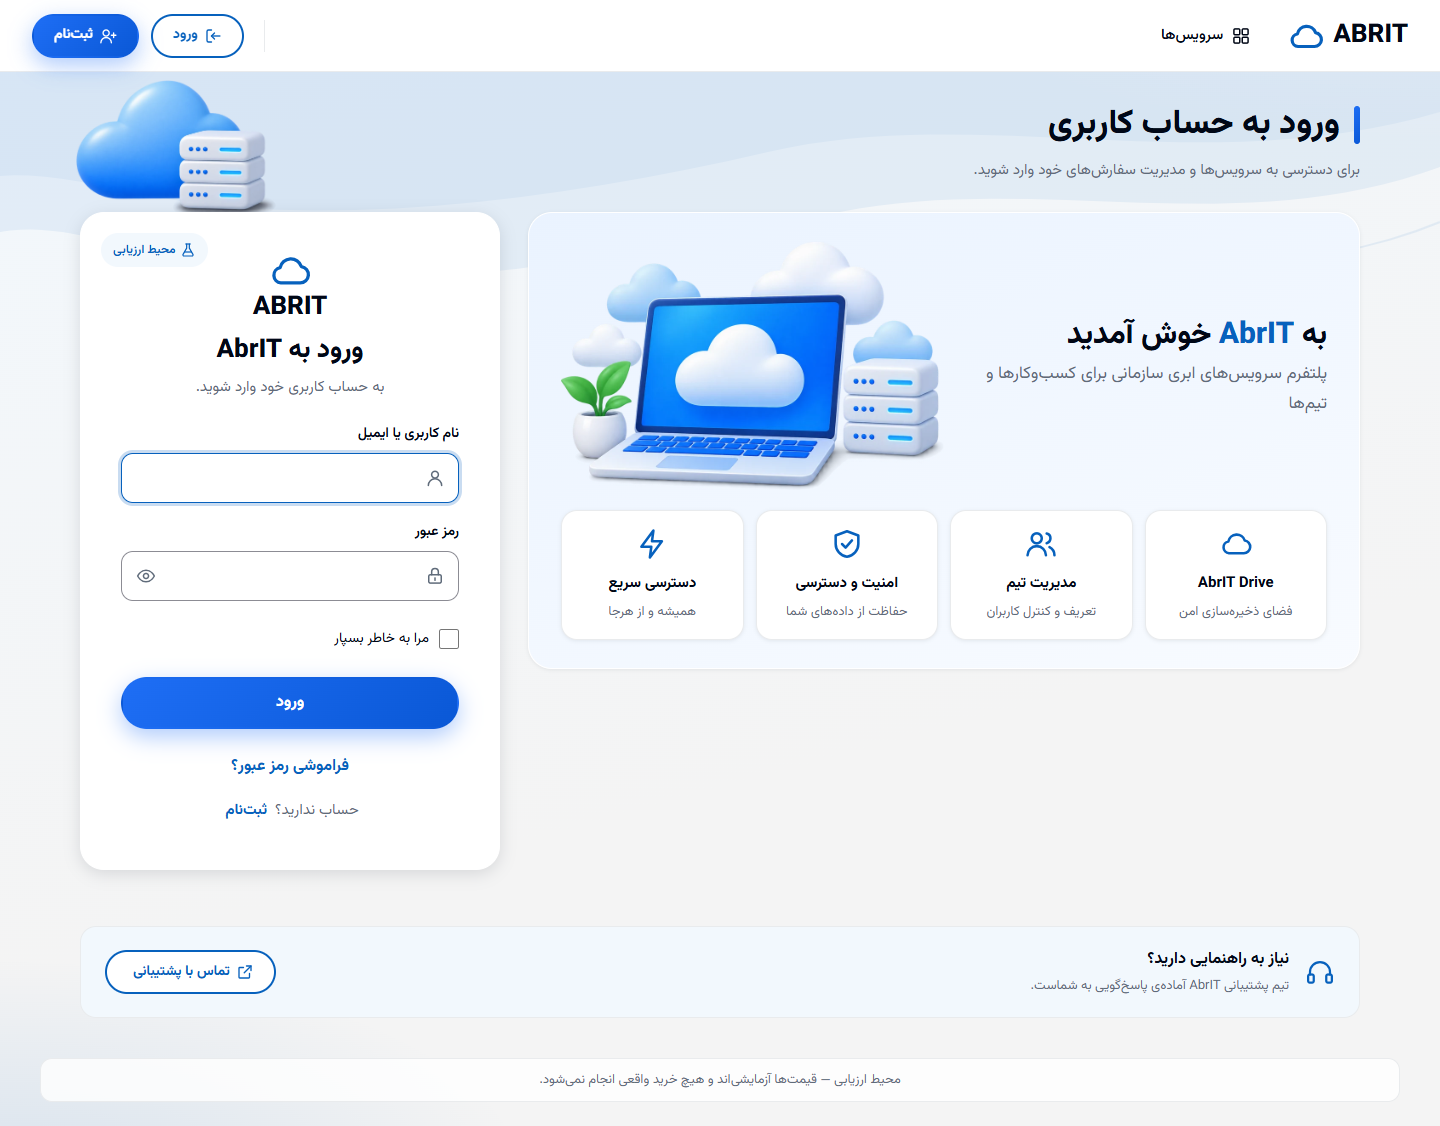 ABRIT
سرویس‌ها
ورود
ثبت‌نام
ورود به حساب کاربری
برای دسترسی به سرویس‌ها و مدیریت سفارش‌های خود وارد شوید.
به AbrIT خوش آمدید
پلتفرم سرویس‌های ابری سازمانی برای کسب‌وکارها و
تیم‌ها
AbrIT Drive
فضای ذخیره‌سازی امن
مدیریت تیم
تعریف و کنترل کاربران
امنیت و دسترسی
حفاظت از داده‌های شما
دسترسی سریع
همیشه و از هرجا
محیط ارزیابی
ABRIT
ورود به AbrIT
به حساب کاربری خود وارد شوید.
نام کاربری یا ایمیل
رمز عبور
مرا به خاطر بسپار
ورود
فراموشی رمز عبور؟
حساب ندارید؟ ثبت‌نام
نیاز به راهنمایی دارید؟
تیم پشتیبانی AbrIT آماده‌ی پاسخ‌گویی به شماست.
تماس با پشتیبانی
محیط ارزیابی — قیمت‌ها آزمایشی‌اند و هیچ خرید واقعی انجام نمی‌شود.